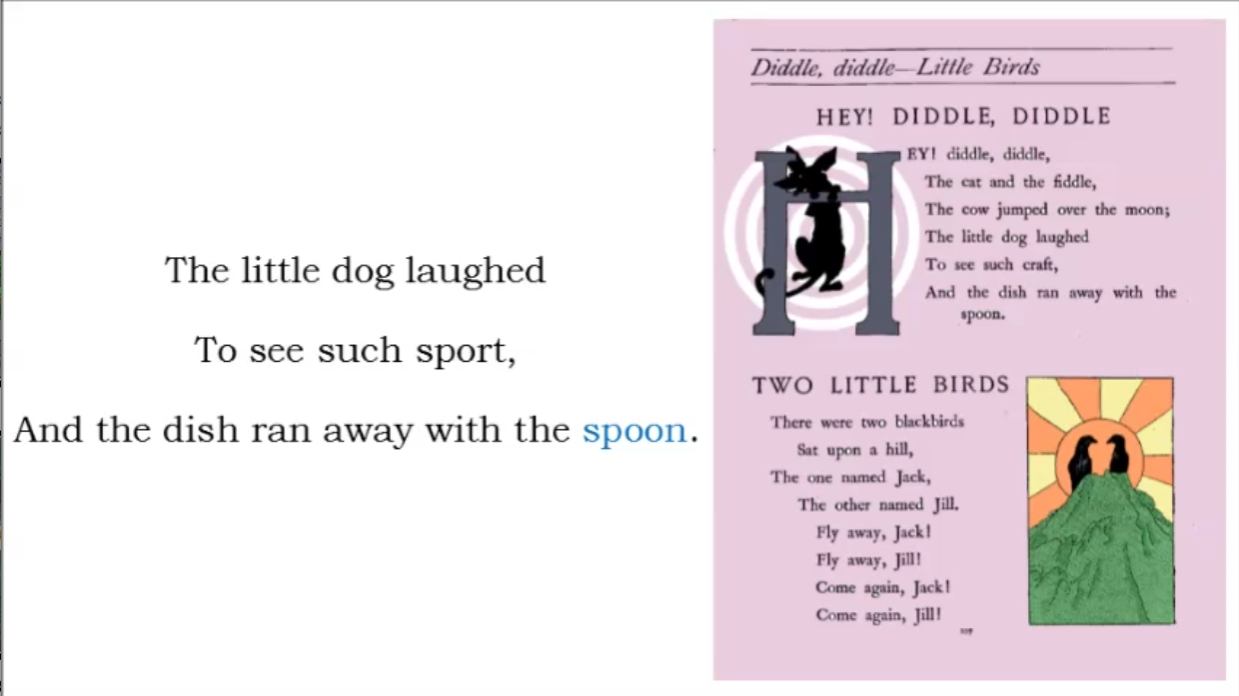 The little dog laughed
To see such sport,
And the dish ran away with the spoon.
Diddle, diddle—Little Birds
HEY! DIDDLE, DIDDLE
HEY! diddle, diddle,
The cat and the fiddle,
The cow jumped over the moon;
The little dog laughed
To see such craft,
And the dish ran away with the
spoon.
TWO LITTLE BIRDS
There were two blackbirds
Sat upon a hill,
The one named Jack,
The other named Jill.
Fly away, Jack!
Fly away, Jill!
Come again, Jack!
Come again, Jill!